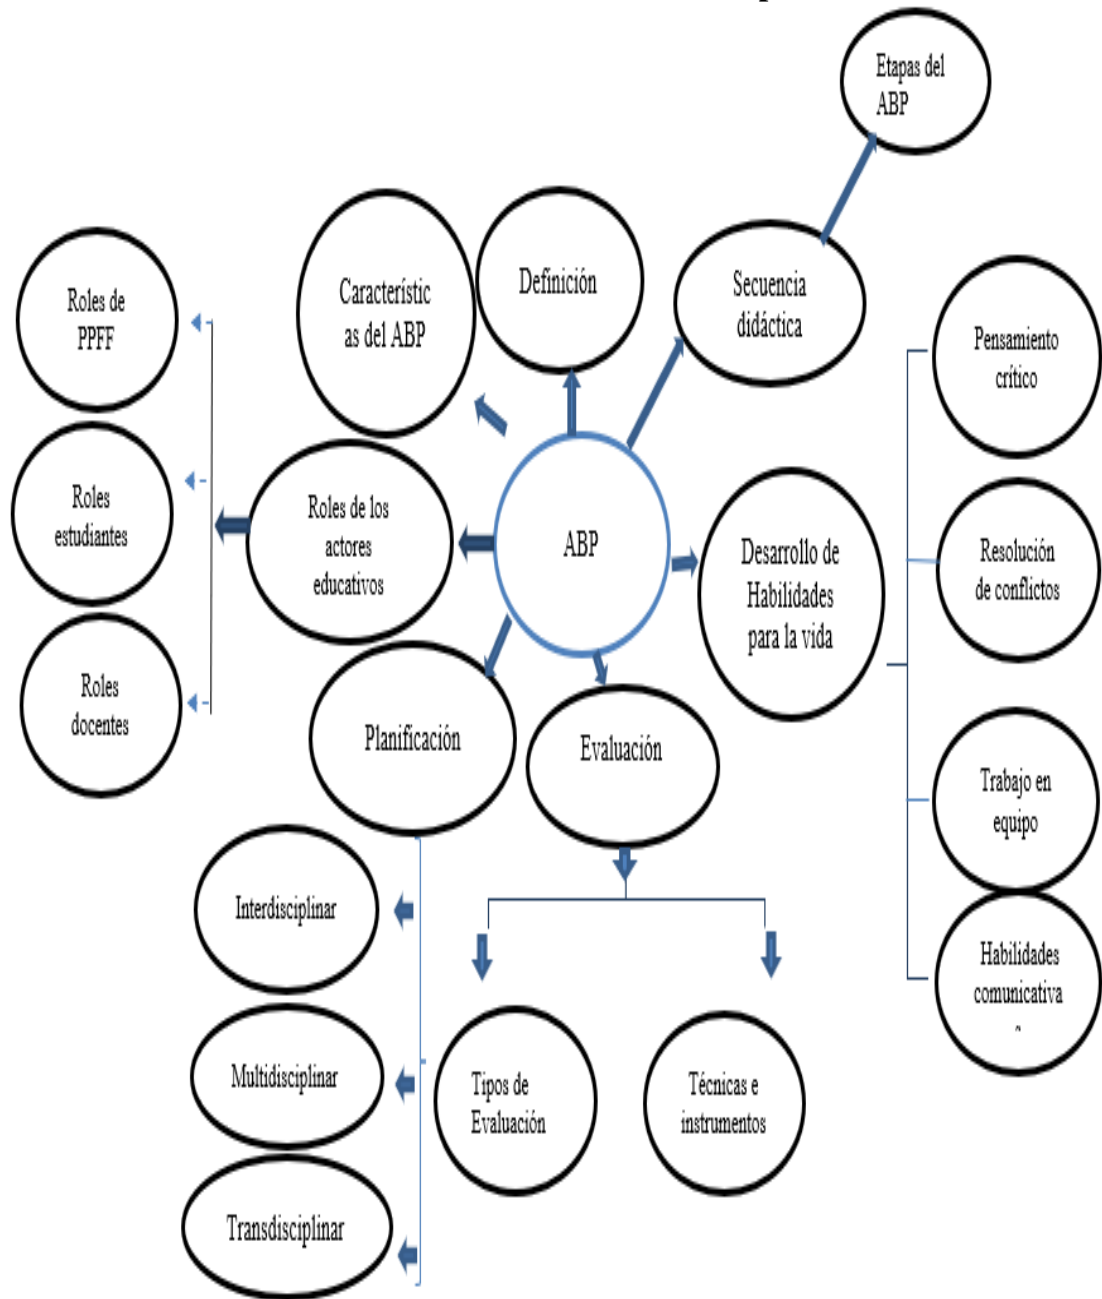 Etapas del
ABP
Característic
as del ABP
Definición
Secuencia
didáctica
Roles de
PPFF
Pensamiento
crítico
Roles
estudiantes
Roles de los
actores
educativos
ABP
Desarrollo de
Habilidades
para la vida
Resolución
de conflictos
Roles
docentes
Planificación
Evaluación
Trabajo en
equipo
Interdisciplinar
Habilidades
comunicativa
Multidisciplinar
Tipos de
Evaluación
Técnicas e
instrumentos
Transdisciplinar